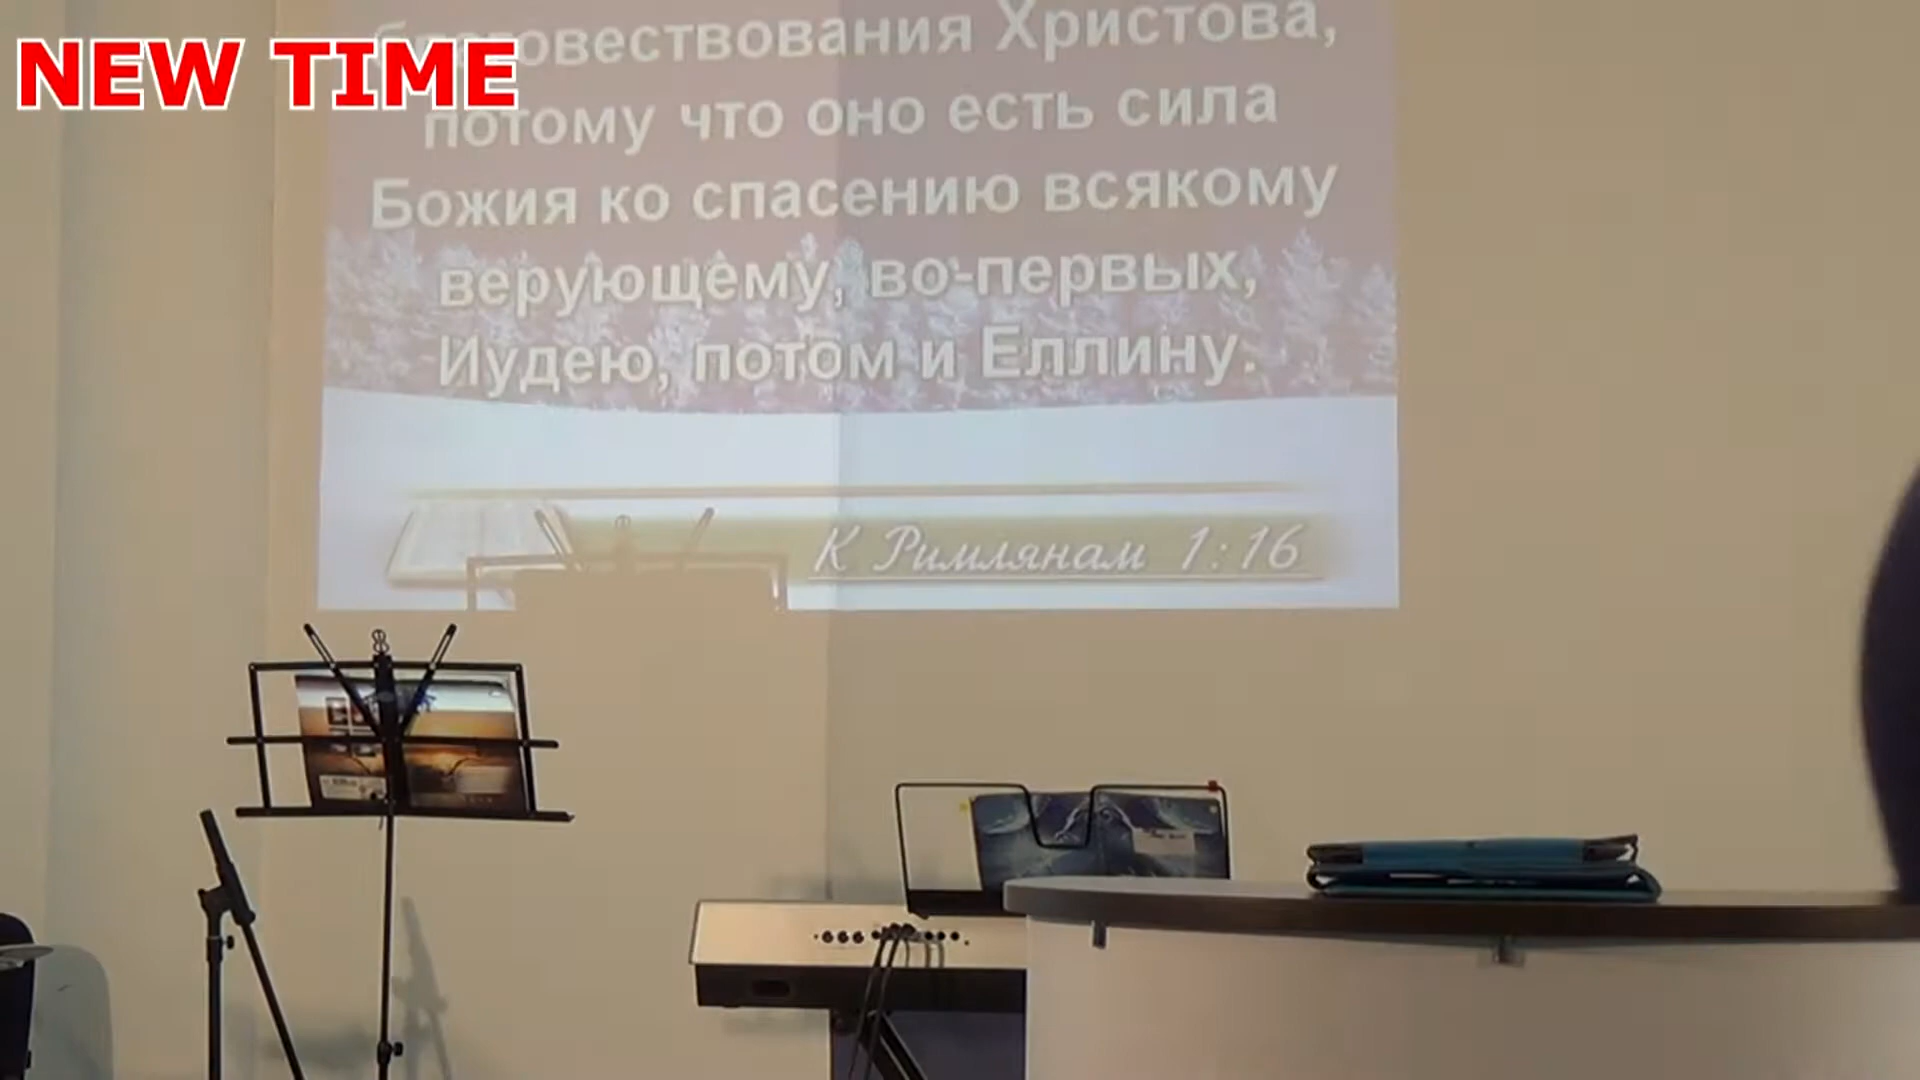 NEW TIME
благовествования Христова,
потому что оно есть сила
Божия ко спасению всякому
верующему, во-первых,
Иудею, потом и Еллину.
К Римлянам 1:16